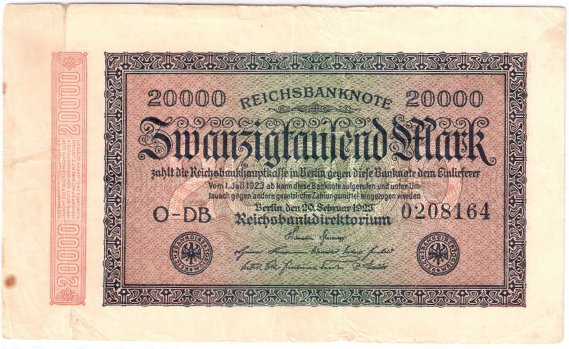 20000 REICHSBANKNOTE 20000
Zwanzigtausend Mark
zahlt die Reichsbankhauptkasse in Berlin gegen diese Banknote dem Einlieferer
Vom 1. Juli 1923 ab kann diese Banknote aufgerufen und unter Um-
tausch gegen andere gesetzliche Zahlungsmittel eingezogen werden
Berlin, den 20. Februar 1923
O-DB Reichsbankdirektorium 0208164
20000
20000